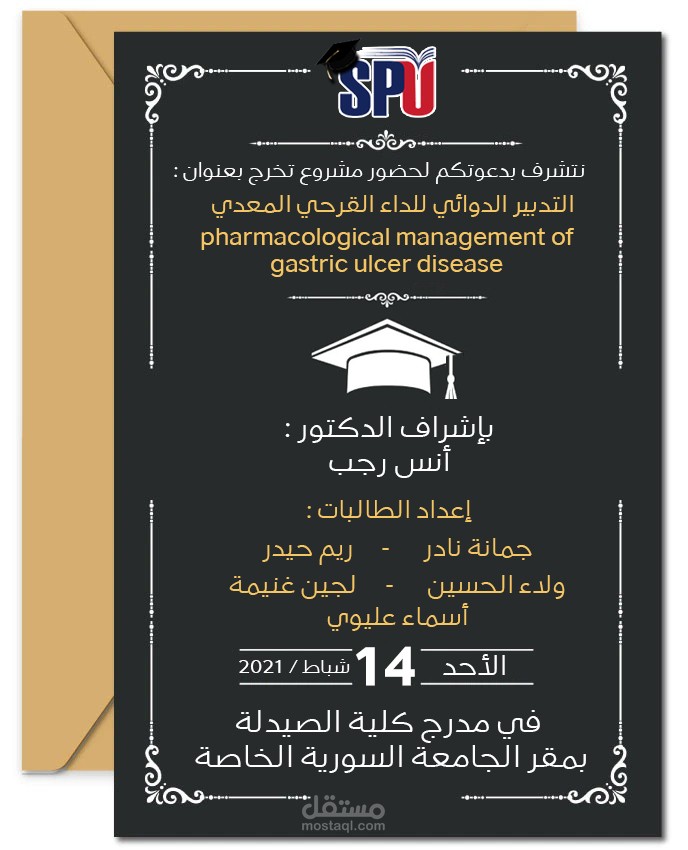 SPU
نتشرف بدعوتكم لحضور مشروع تخرج بعنوان :
التدبير الدوائي للداء القرحي المعدي
pharmacological management of
gastric ulcer disease
بإشراف الدكتور :
أنس رجب
إعداد الطالبات :
جمانة نادر - ريم حيدر
ولاء الحسين - لجين غنيمة
أسماء عليوي
الأحد 14 شباط / 2021
في مدرج كلية الصيدلة
بمقر الجامعة السورية الخاصة
مستقل
mostaql.com